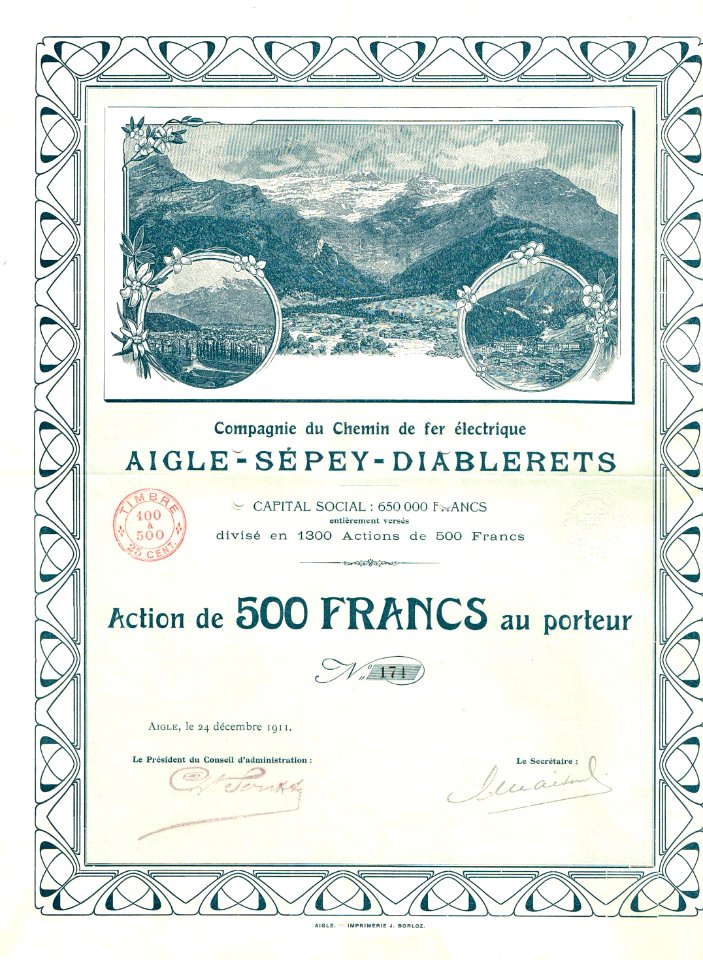 Compagnie du Chemin de fer électrique
AIGLE-SÉPEY-DIABLERETS
CAPITAL SOCIAL : 650 000 FRANCS
entièrement versés
divisé en 1300 Actions de 500 Francs
TIMBRE
100
à
500
25 CENT.
Action de 500 FRANCS au porteur
No 171
AIGLE, le 24 décembre 1911.
Le Président du Conseil d'administration :
Le Secrétaire :
AIGLE. — IMPRIMERIE J. BORLOZ.